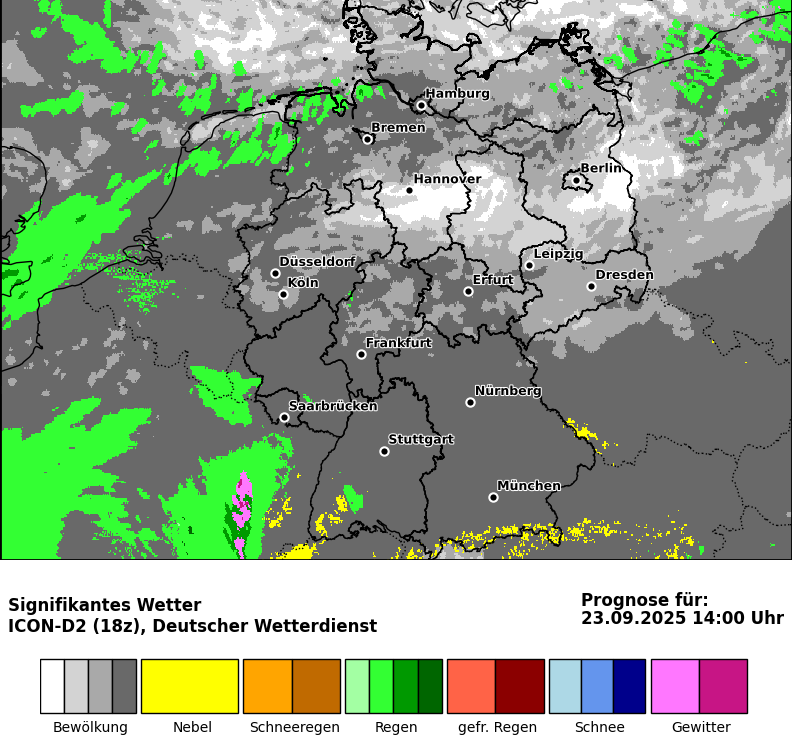 Hamburg
Bremen
Hannover
Berlin
Düsseldorf
Köln
Leipzig
Erfurt
Dresden
Frankfurt
Saarbrücken
Nürnberg
Stuttgart
München
Signifikantes Wetter
ICON-D2 (18z), Deutscher Wetterdienst
Prognose für:
23.09.2025 14:00 Uhr
Bewölkung
Nebel
Schneeregen
Regen
gefr. Regen
Schnee
Gewitter